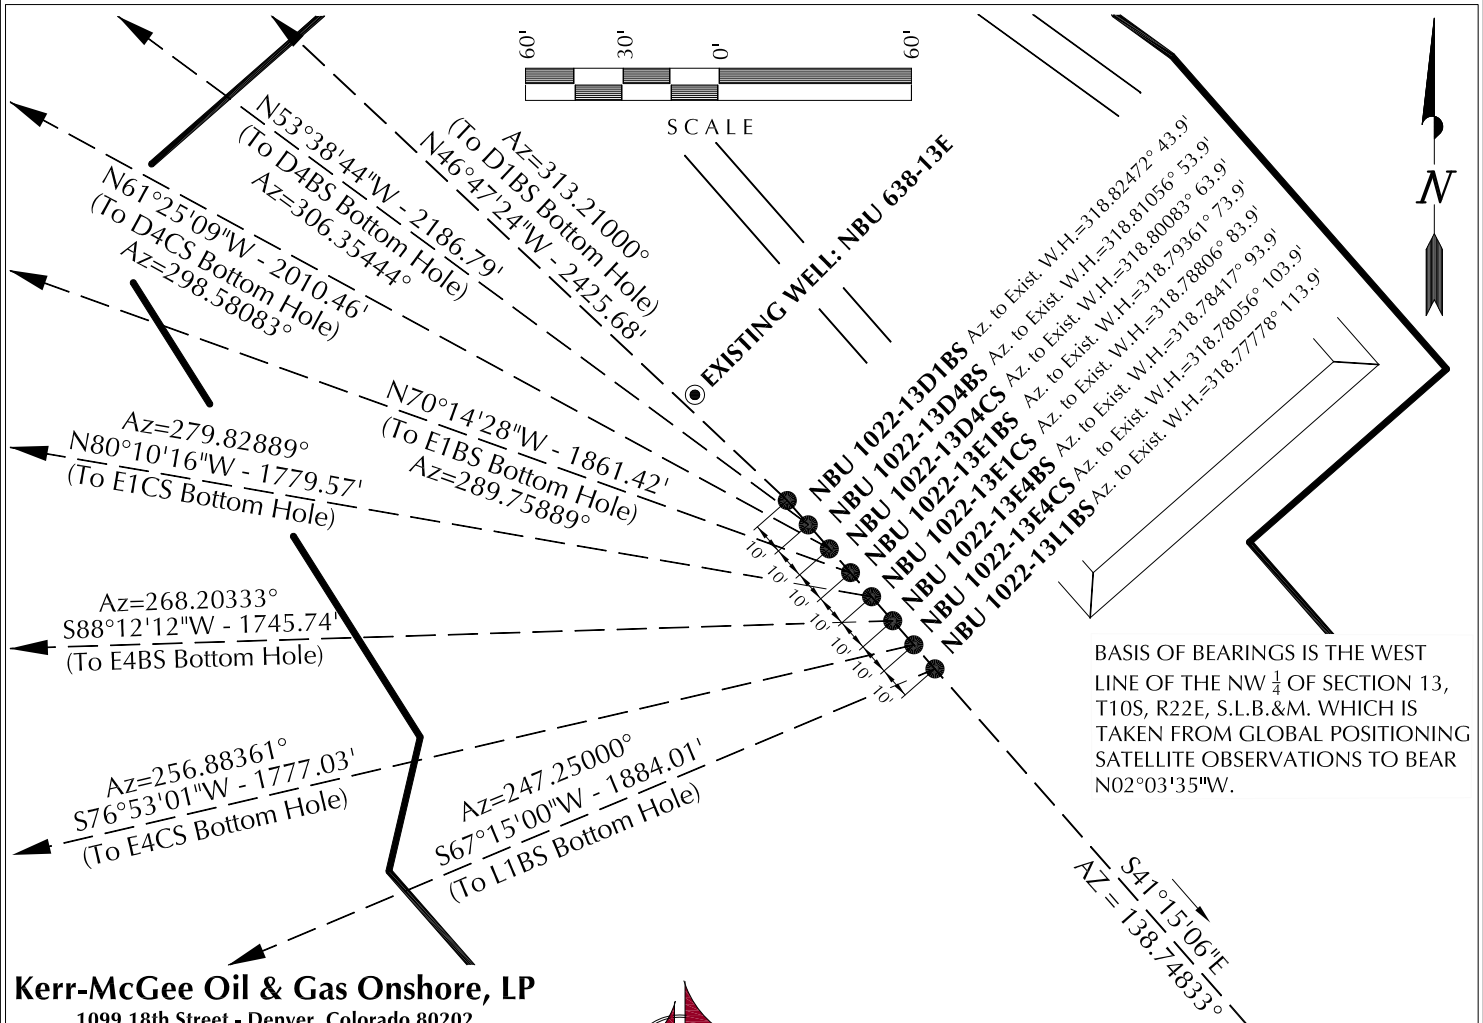 60'
30'
0'
60'
SCALE
N
Az=313.21000°
(To D1BS Bottom Hole)
N46°47'24"W - 2425.68'
N53°38'44"W - 2186.79'
(To D4BS Bottom Hole)
Az=306.35444°
N61°25'09"W - 2010.46'
(To D4CS Bottom Hole)
Az=298.58083°
N70°14'28"W - 1861.42'
(To E1BS Bottom Hole)
Az=289.75889°
Az=279.82889°
N80°10'16"W - 1779.57'
(To E1CS Bottom Hole)
Az=268.20333°
S88°12'12"W - 1745.74'
(To E4BS Bottom Hole)
Az=256.88361°
S76°53'01"W - 1777.03'
(To E4CS Bottom Hole)
Az=247.25000°
S67°15'00"W - 1884.01'
(To L1BS Bottom Hole)
EXISTING WELL: NBU 638-13E
NBU 1022-13D1BS Az. to Exist. W.H.=318.82472° 43.9'
NBU 1022-13D4BS Az. to Exist. W.H.=318.81056° 53.9'
NBU 1022-13D4CS Az. to Exist. W.H.=318.80083° 63.9'
NBU 1022-13E1BS Az. to Exist. W.H.=318.79361° 73.9'
NBU 1022-13E1CS Az. to Exist. W.H.=318.78806° 83.9'
NBU 1022-13E4BS Az. to Exist. W.H.=318.78417° 93.9'
NBU 1022-13E4CS Az. to Exist. W.H.=318.78056° 103.9'
NBU 1022-13L1BS Az. to Exist. W.H.=318.77778° 113.9'
10'
10'
10'
10'
10'
10'
10'
BASIS OF BEARINGS IS THE WEST
LINE OF THE NW 1/4 OF SECTION 13,
T10S, R22E, S.L.B.&M. WHICH IS
TAKEN FROM GLOBAL POSITIONING
SATELLITE OBSERVATIONS TO BEAR
N02°03'35"W.
S41°15'06"E
AZ = 138.74833°
Kerr-McGee Oil & Gas Onshore, LP
1099 18th Street - Denver, Colorado 80202